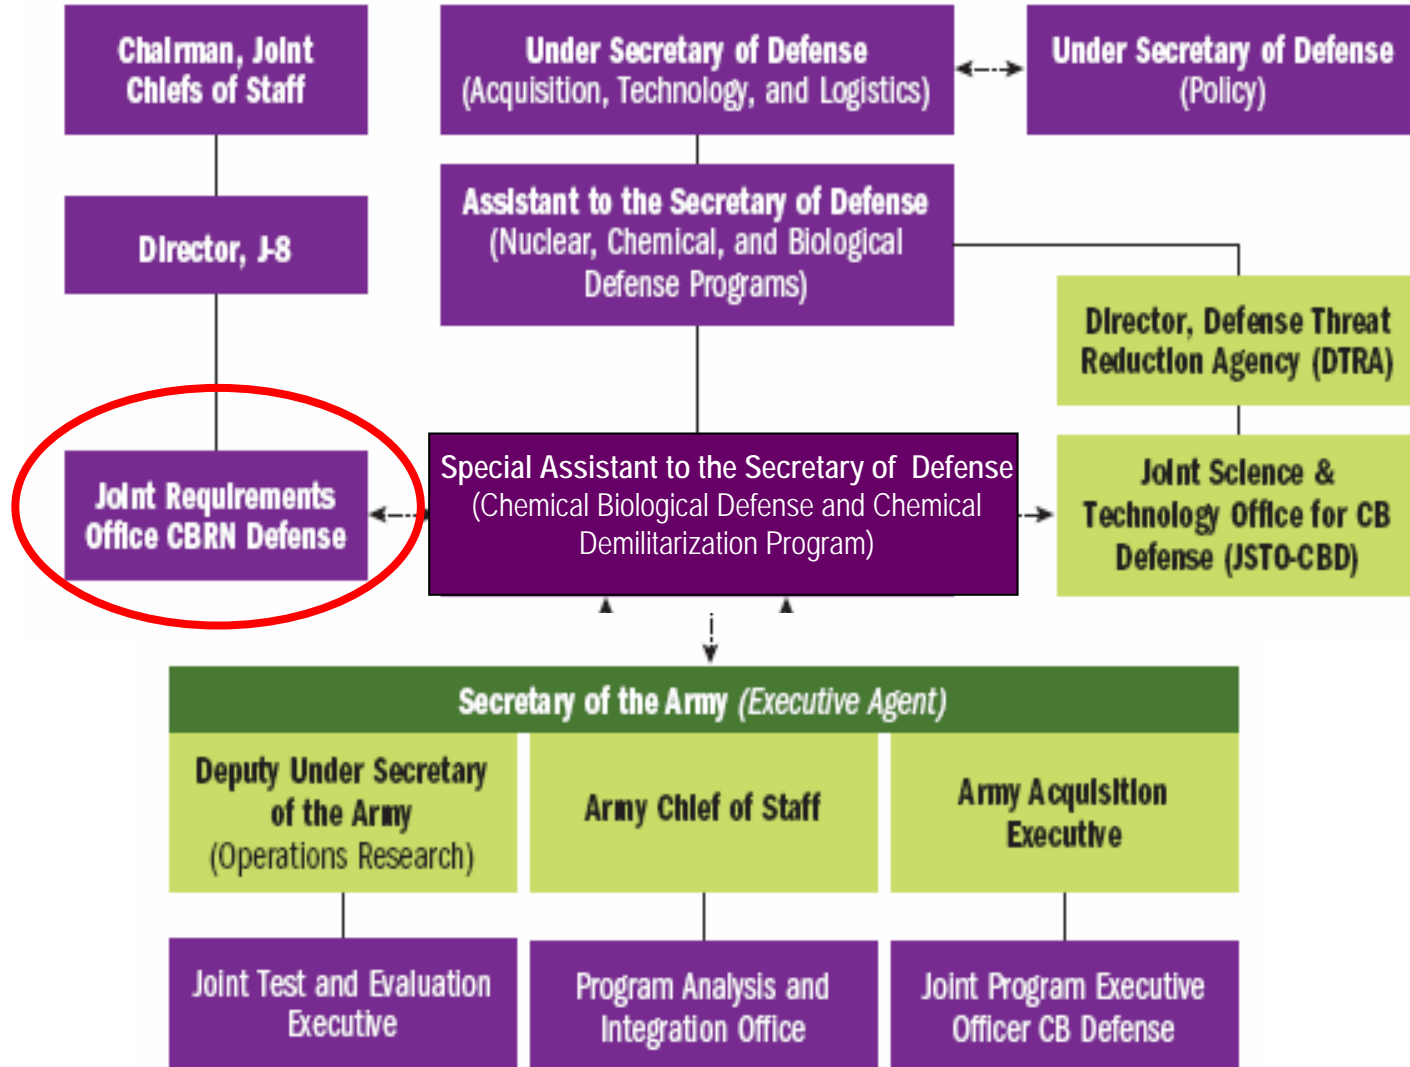 Chairman, Joint
Chiefs of Staff
Under Secretary of Defense
(Acquisition, Technology, and Logistics)
Under Secretary of Defense
(Policy)
Assistant to the Secretary of Defense
(Nuclear, Chemical, and Biological
Defense Programs)
Director, J-8
Director, Defense Threat
Reduction Agency (DTRA)
Joint Requirements
Office CBRN Defense
Special Assistant to the Secretary of Defense
(Chemical Biological Defense and Chemical
Demilitarization Program)
Joint Science &
Technology Office for CB
Defense (JSTO-CBD)
Secretary of the Army (Executive Agent)
Deputy Under Secretary
of the Army
(Operations Research)
Army Chief of Staff
Army Acquisition
Executive
Joint Test and Evaluation
Executive
Program Analysis and
Integration Office
Joint Program Executive
Officer CB Defense